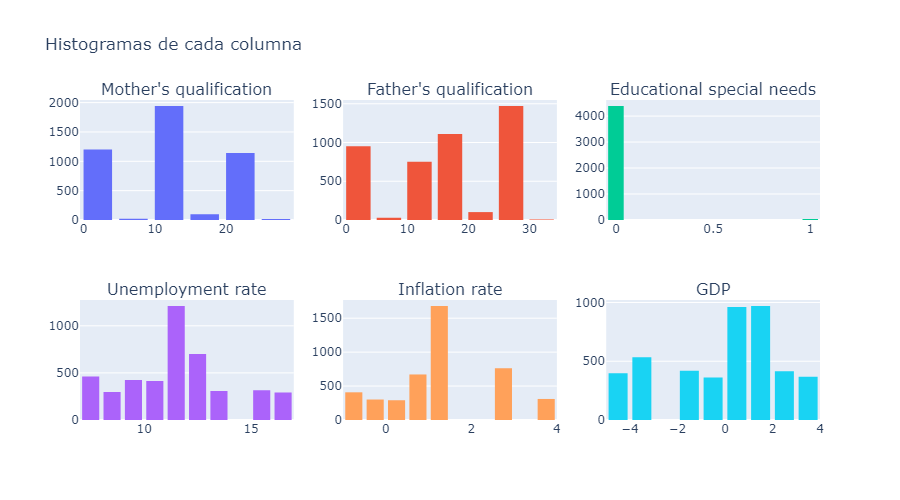 Histogramas de cada columna
Mother's qualification
Father's qualification
Educational special needs
2000
1500
1000
500
0
0 10 20
1500
1000
500
0
0 10 20 30
4000
3000
2000
1000
0
0 0.5 1
Unemployment rate
Inflation rate
GDP
1000
500
0
10 15
1500
1000
500
0
0 2 4
1000
500
0
−4 −2 0 2 4